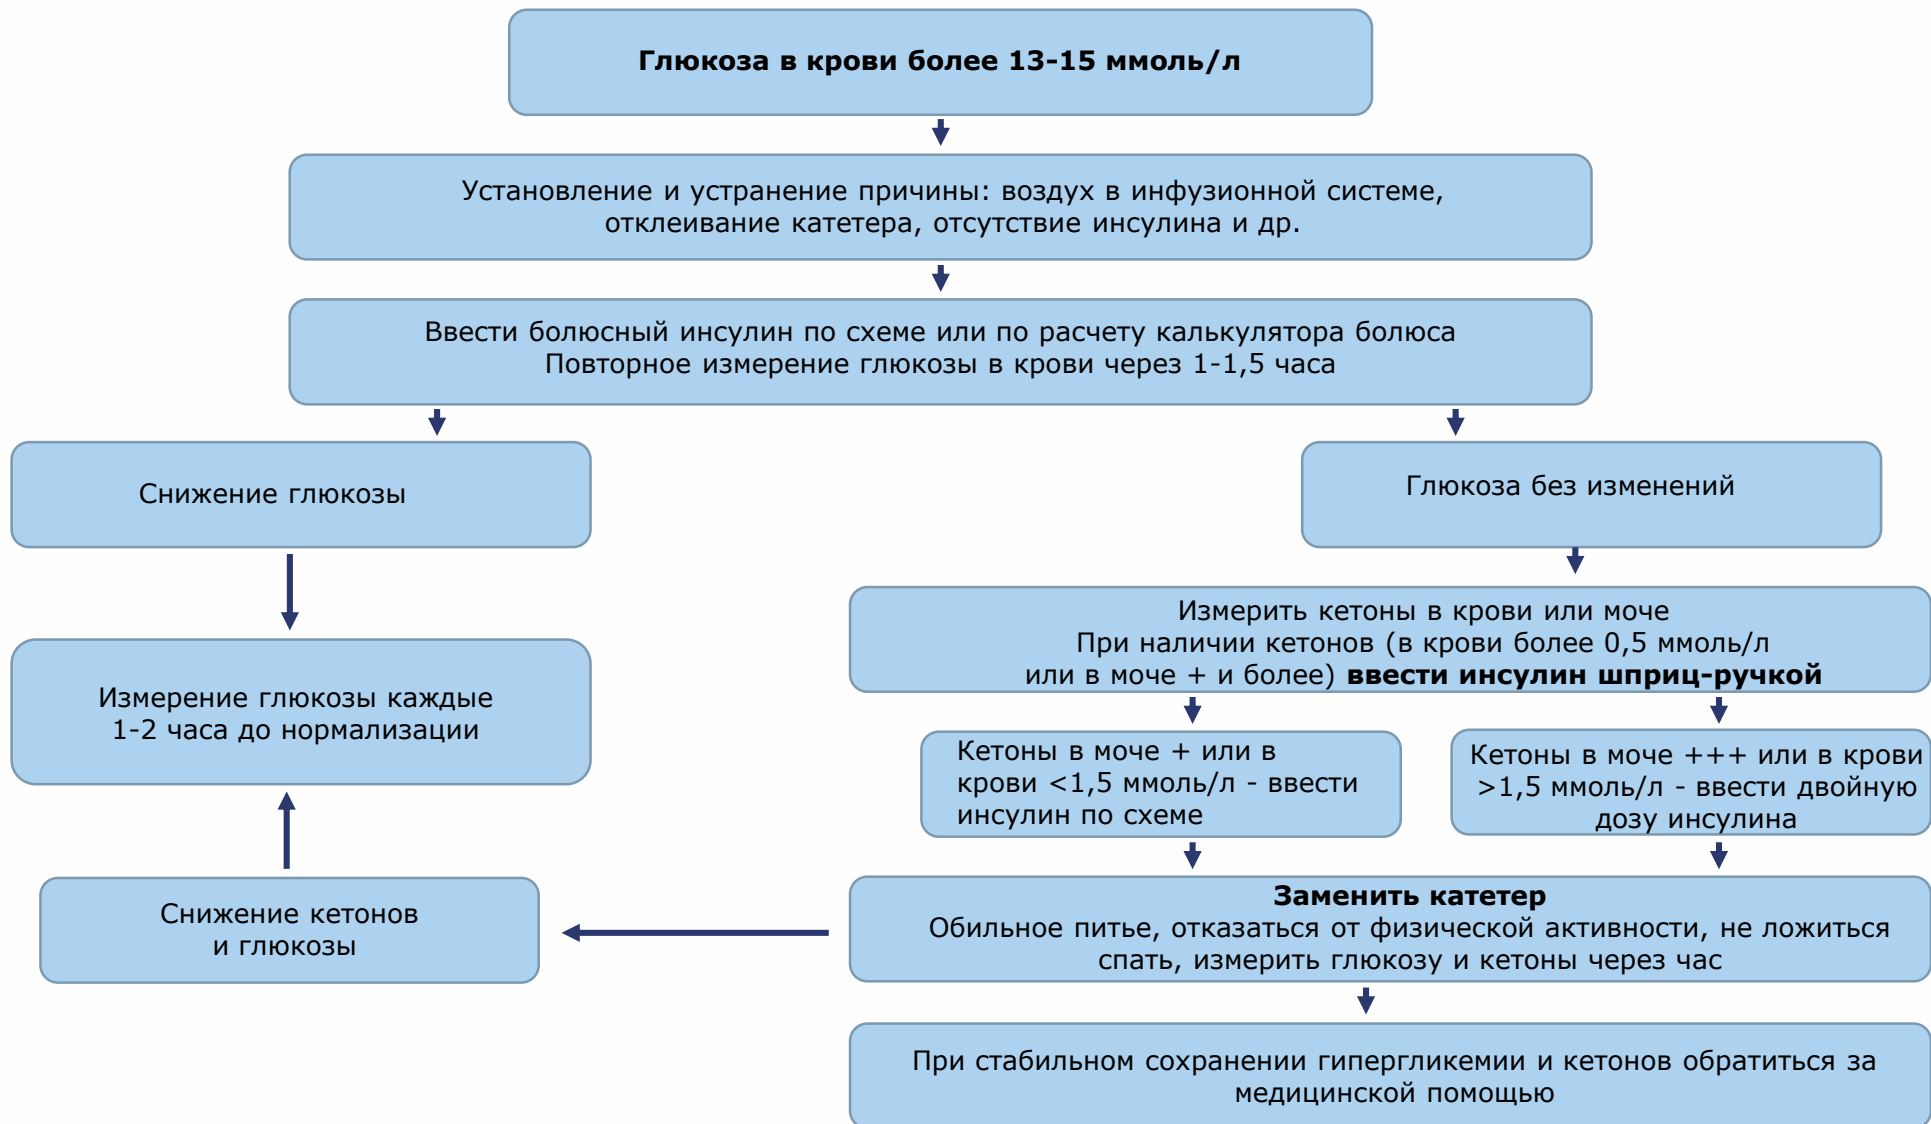 Глюкоза в крови более 13-15 ммоль/л
Установление и устранение причины: воздух в инфузионной системе,
отклеивание катетера, отсутствие инсулина и др.
Ввести болюсный инсулин по схеме или по расчету калькулятора болюса
Повторное измерение глюкозы в крови через 1-1,5 часа
Снижение глюкозы
Глюкоза без изменений
Измерить кетоны в крови или моче
При наличии кетонов (в крови более 0,5 ммоль/л
или в моче + и более) ввести инсулин шприц-ручкой
Измерение глюкозы каждые
1-2 часа до нормализации
Кетоны в моче + или в
крови <1,5 ммоль/л - ввести
инсулин по схеме
Кетоны в моче +++ или в крови
>1,5 ммоль/л - ввести двойную
дозу инсулина
Снижение кетонов
и глюкозы
Заменить катетер
Обильное питье, отказаться от физической активности, не ложиться
спать, измерить глюкозу и кетоны через час
При стабильном сохранении гипергликемии и кетонов обратиться за
медицинской помощью